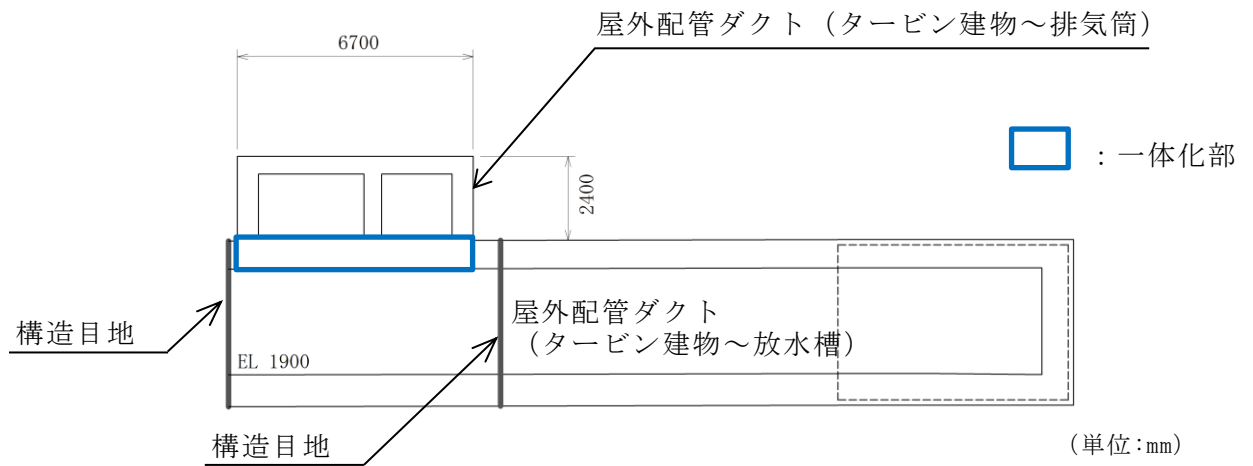 屋外配管ダクト（タービン建物～排気筒）
6700
：一体化部
2400
屋外配管ダクト
（タービン建物～放水槽）
構造目地
EL 1900
構造目地
(単位:mm)